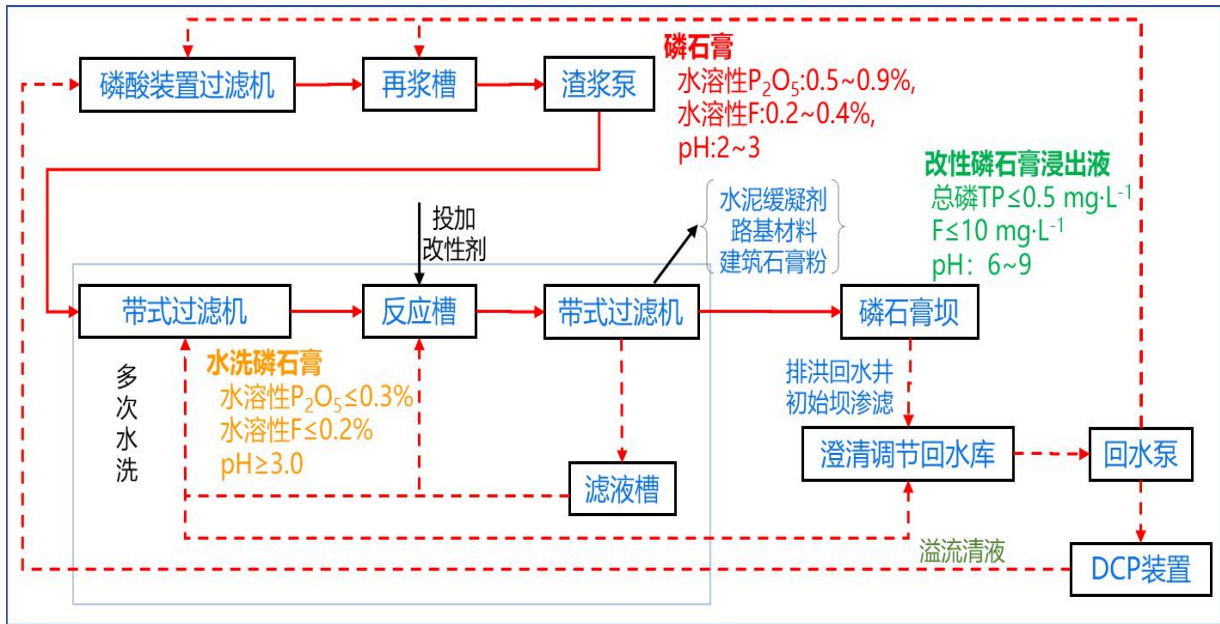 磷酸装置过滤机
再浆槽
渣浆泵
磷石膏
水溶性P₂O₅:0.5~0.9%,
水溶性F:0.2~0.4%,
pH:2~3
改性磷石膏浸出液
总磷TP≤0.5 mg·L⁻¹
F≤10 mg·L⁻¹
pH：6~9
水泥缓凝剂
路基材料
建筑石膏粉
投加
改性剂
带式过滤机
反应槽
带式过滤机
磷石膏坝
多次水洗
水洗磷石膏
水溶性P₂O₅≤0.3%
水溶性F≤0.2%
pH≥3.0
排洪回水井
初始坝渗滤
澄清调节回水库
回水泵
滤液槽
溢流清液
DCP装置